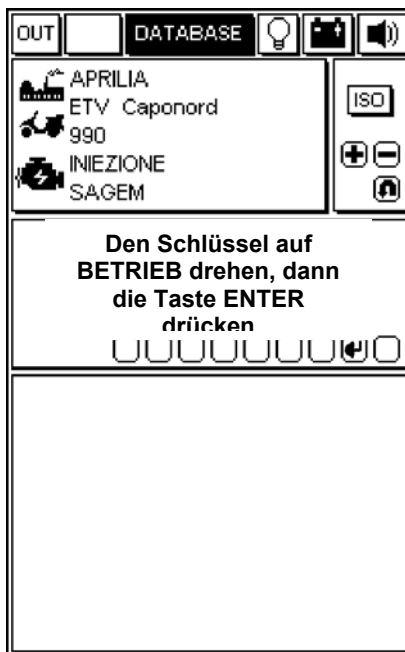 OUT
DATABASE
APRILIA
ETV Caponord
990
INIEZIONE
SAGEM
ISO
Den Schlüssel auf
BETRIEB drehen, dann
die Taste ENTER
drücken